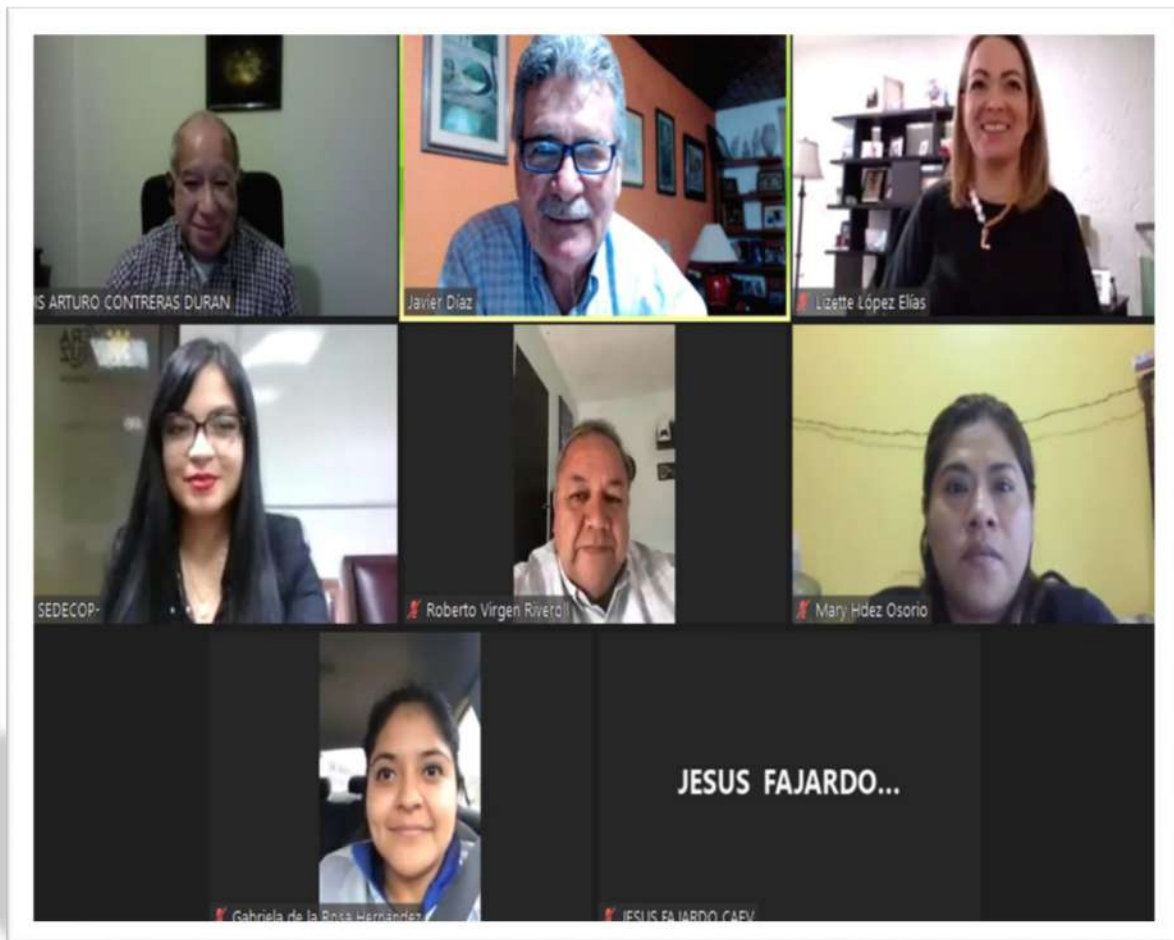 IS ARTURO CONTRERAS DURAN
Javier Díaz
Lizette López Elías
SEDECOP-
Roberto Virgen Rivero
Mary Hdez Osorio
JESUS FAJARDO...
Gabriela de la Rosa Hernández
JESUS FAJARDO CAEV